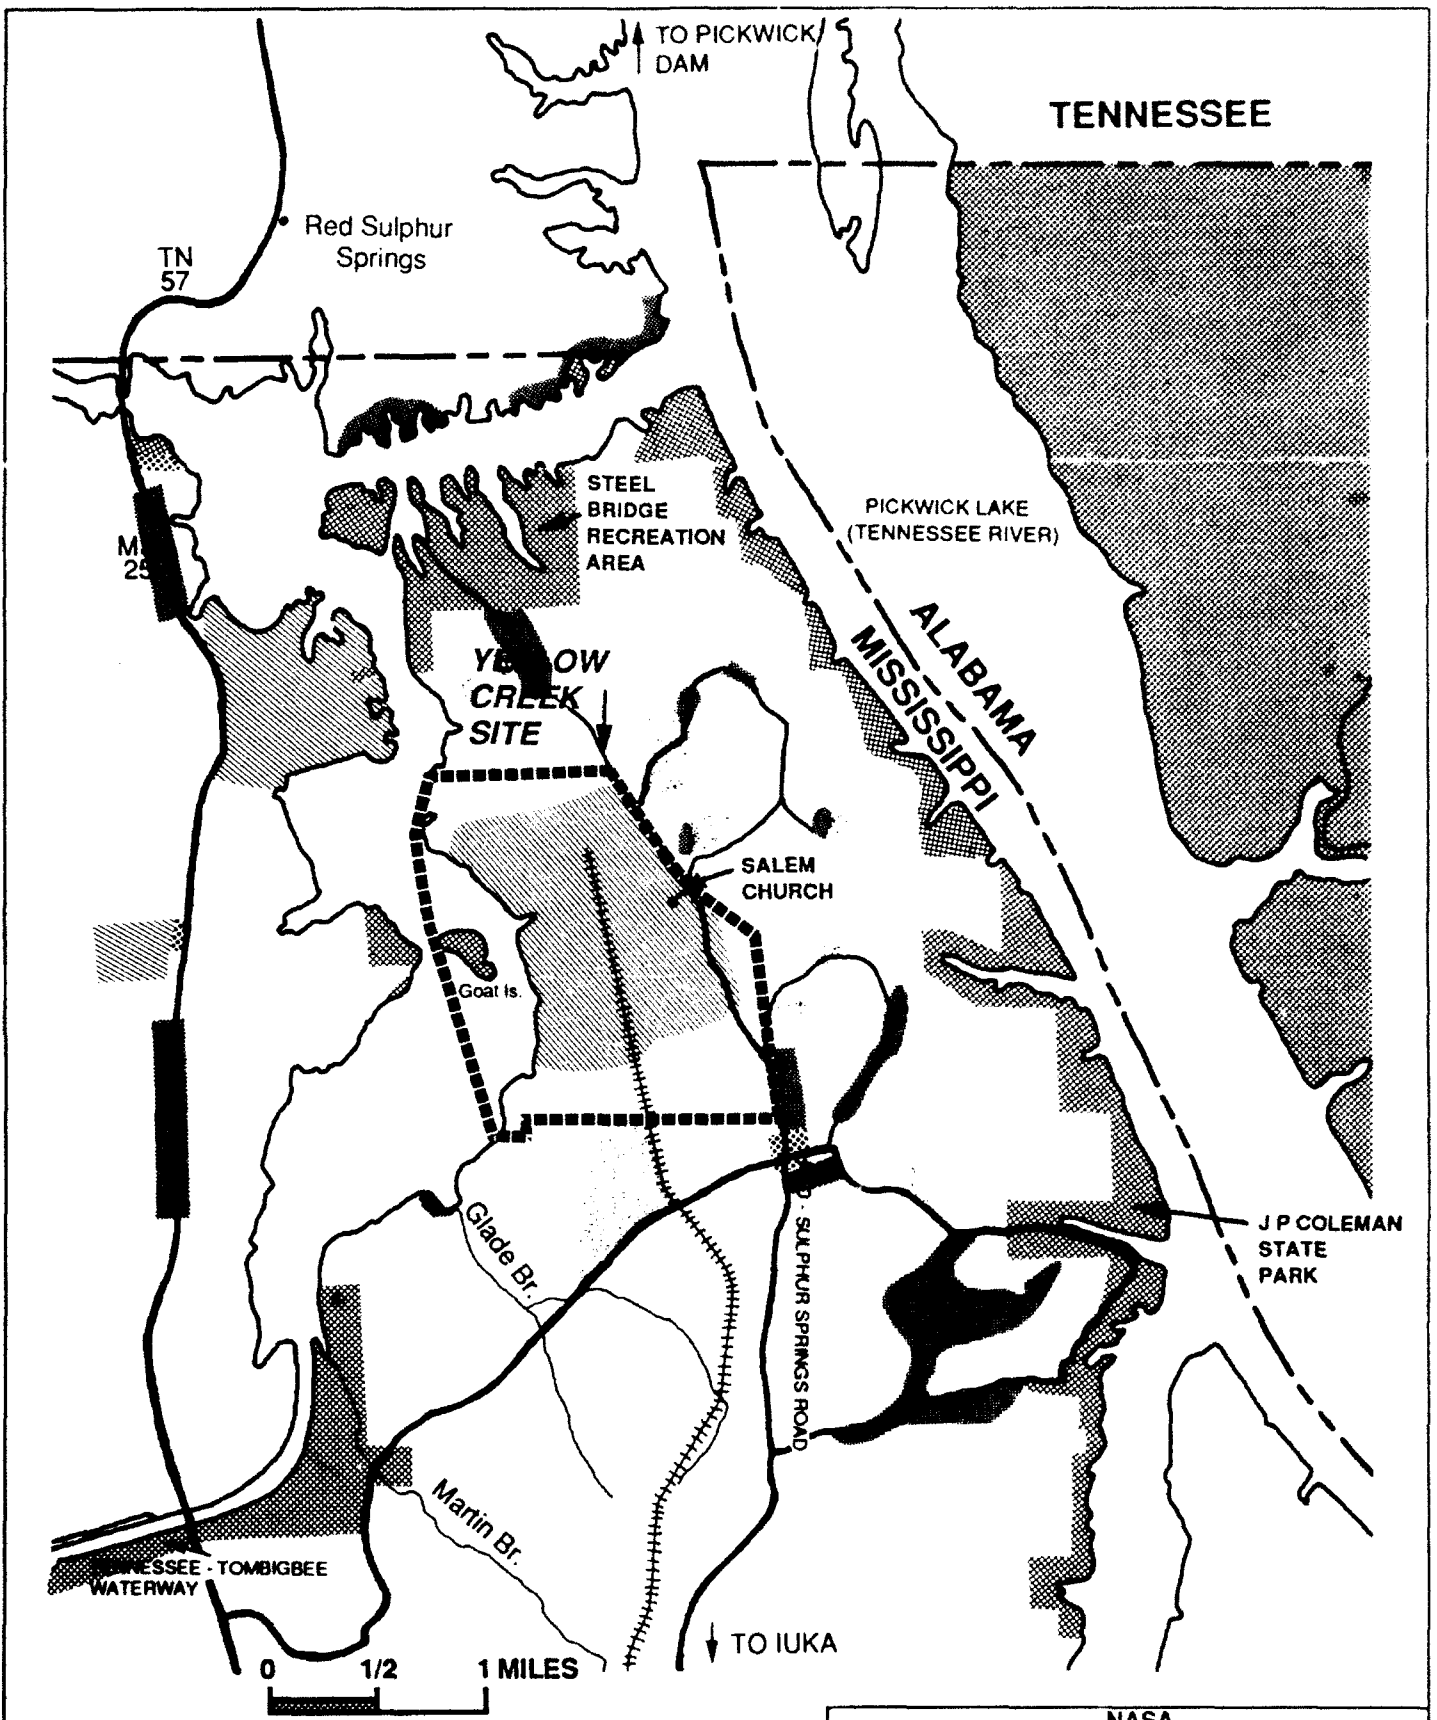 TO PICKWICK
DAM
TENNESSEE
Red Sulphur
Springs
TN
57
STEEL
BRIDGE
RECREATION
AREA
PICKWICK LAKE
(TENNESSEE RIVER)
ALABAMA
MISSISSIPPI
CREEK
SITE
SALEM
CHURCH
Goat Is.
Glade Br.
SULPHUR SPRINGS ROAD
J P COLEMAN
STATE
PARK
Martin Br.
- TOMBIGBEE
WATERWAY
TO IUKA
0 1/2 1 MILES
NASA